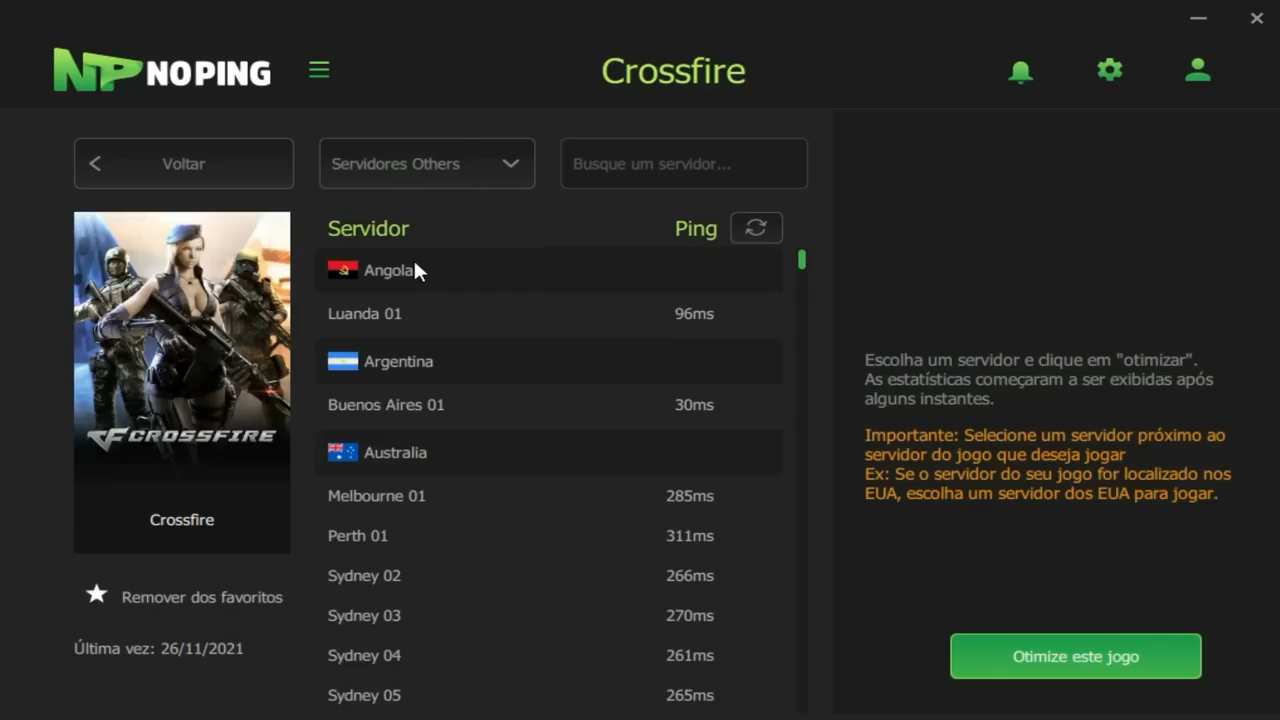 NP NOPING
Crossfire
Voltar
Servidores Others
Busque um servidor...
Servidor Ping
Angola
Luanda 01 96ms
Argentina
Buenos Aires 01 30ms
Australia
Melbourne 01 285ms
Perth 01 311ms
Sydney 02 266ms
Sydney 03 270ms
Sydney 04 261ms
Sydney 05 265ms
CF CROSSFIRE
Crossfire
Remover dos favoritos
Última vez: 26/11/2021
Escolha um servidor e clique em "otimizar".
As estatísticas começaram a ser exibidas após
alguns instantes.
Importante: Selecione um servidor próximo ao
servidor do jogo que deseja jogar
Ex: Se o servidor do seu jogo for localizado nos
EUA, escolha um servidor dos EUA para jogar.
Otimize este jogo